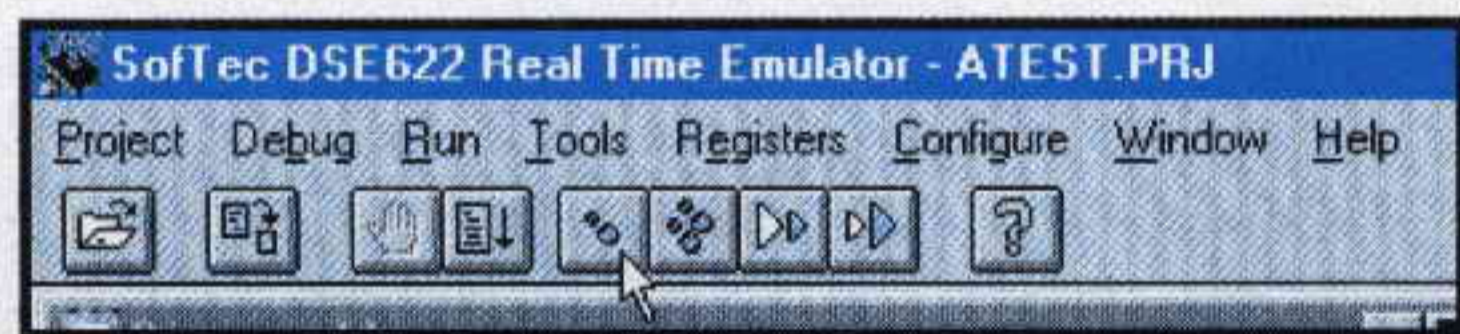 SofTec DSE622 Real Time Emulator - ATEST.PRJ
Project Debug Run Tools Registers Configure Window Help
?